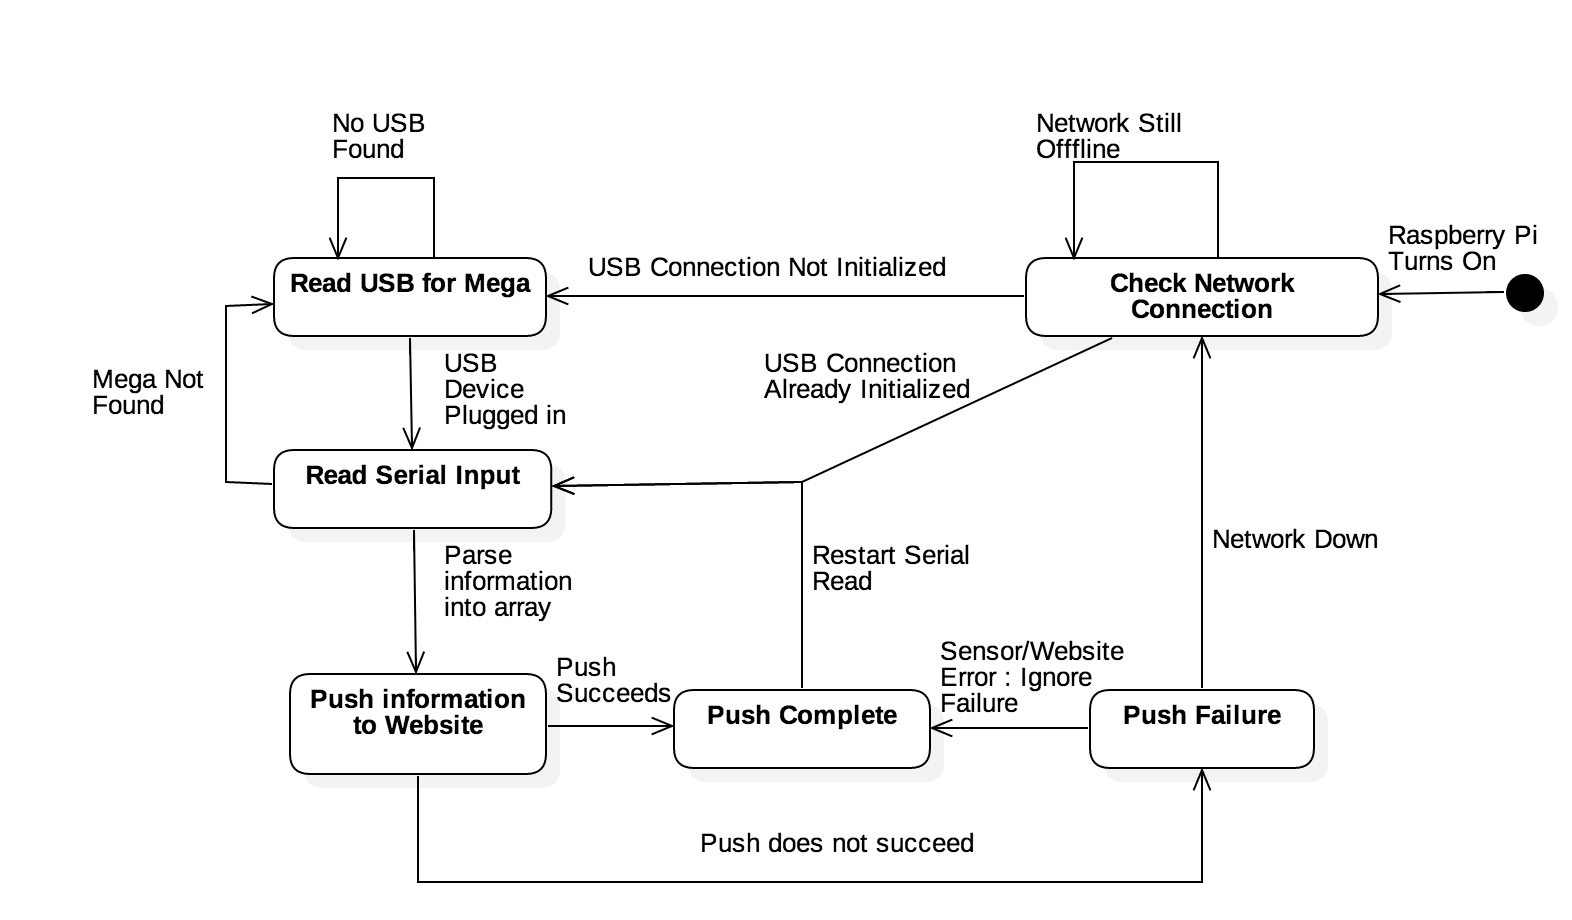 No USB
Found
Network Still
Offfline
Raspberry Pi
Turns On
Read USB for Mega
USB Connection Not Initialized
Check Network
Connection
Mega Not
Found
USB
Device
Plugged in
USB Connection
Already Initialized
Read Serial Input
Parse
information
into array
Restart Serial
Read
Network Down
Push information
to Website
Push
Succeeds
Push Complete
Sensor/Website
Error : Ignore
Failure
Push Failure
Push does not succeed